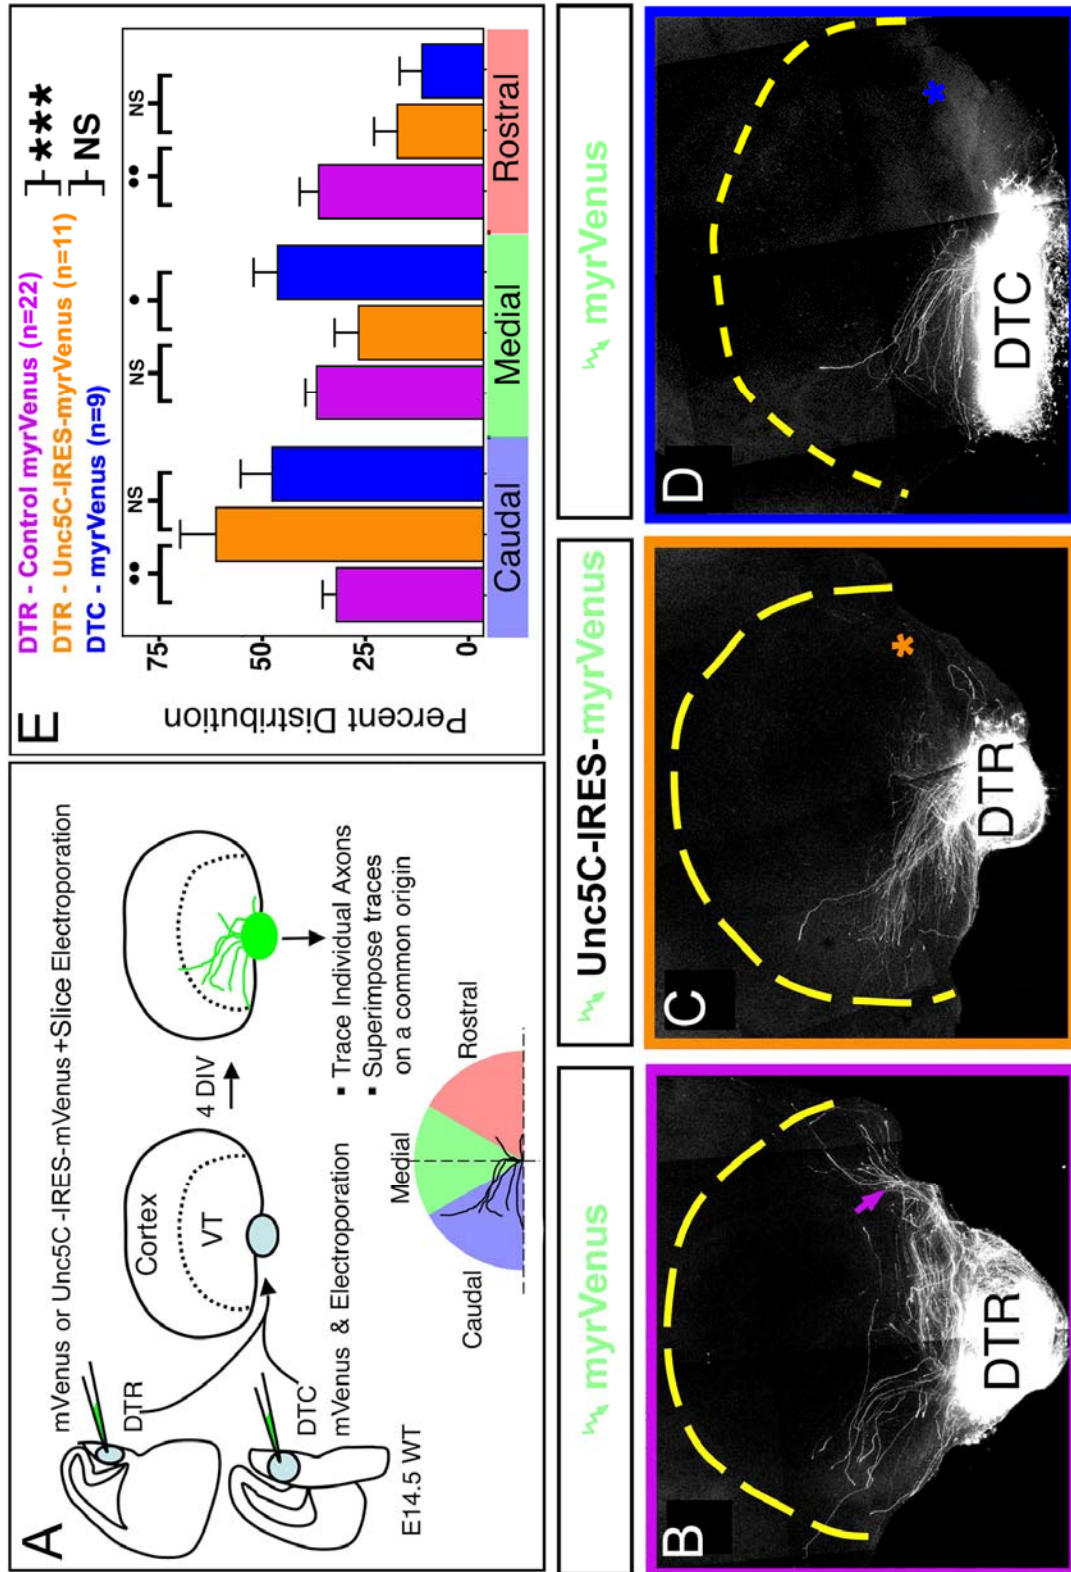 A
mVenus or Unc5C-IRES-mVenus+Slice Electroporation
DTR
DTC
mVenus & Electroporation
E14.5 WT
Cortex
VT
4 DIV
▪ Trace Individual Axons
▪ Superimpose traces
on a common origin
Caudal
Medial
Rostral
E
DTR - Control myrVenus (n=22)
DTR - Unc5C-IRES-myrVenus (n=11)
DTC - myrVenus (n=9)
***
NS
Percent Distribution
75
50
25
0
•• NS
NS •
•• NS
Caudal
Medial
Rostral
myrVenus
Unc5C-IRES-myrVenus
myrVenus
B
DTR
C
*
DTR
D
*
DTC